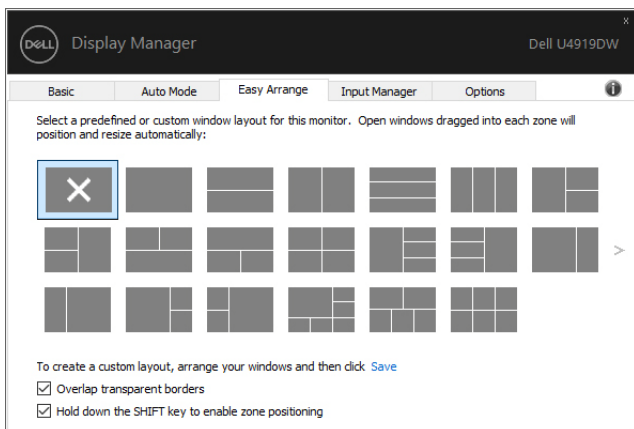 x
DELL Display Manager Dell U4919DW
Basic Auto Mode Easy Arrange Input Manager Options
Select a predefined or custom window layout for this monitor. Open windows dragged into each zone will
position and resize automatically:
>
To create a custom layout, arrange your windows and then click Save
Overlap transparent borders
Hold down the SHIFT key to enable zone positioning